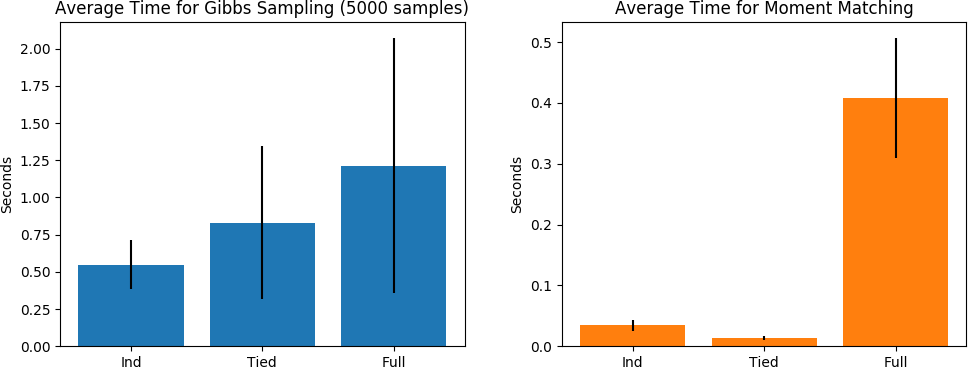 Average Time for Gibbs Sampling (5000 samples)
Seconds
2.00
1.75
1.50
1.25
1.00
0.75
0.50
0.25
0.00
Ind Tied Full
Average Time for Moment Matching
Seconds
0.5
0.4
0.3
0.2
0.1
0.0
Ind Tied Full